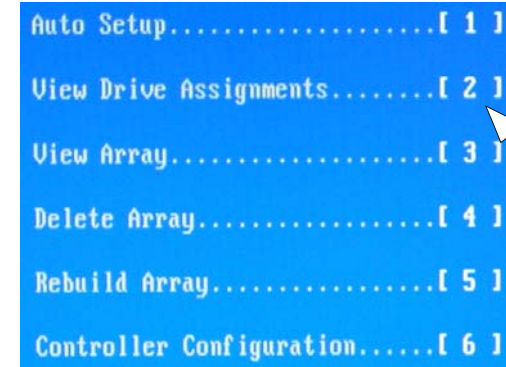 Auto Setup....................[ 1 ]
View Drive Assignments........[ 2 ]
View Array....................[ 3 ]
Delete Array..................[ 4 ]
Rebuild Array.................[ 5 ]
Controller Configuration......[ 6 ]